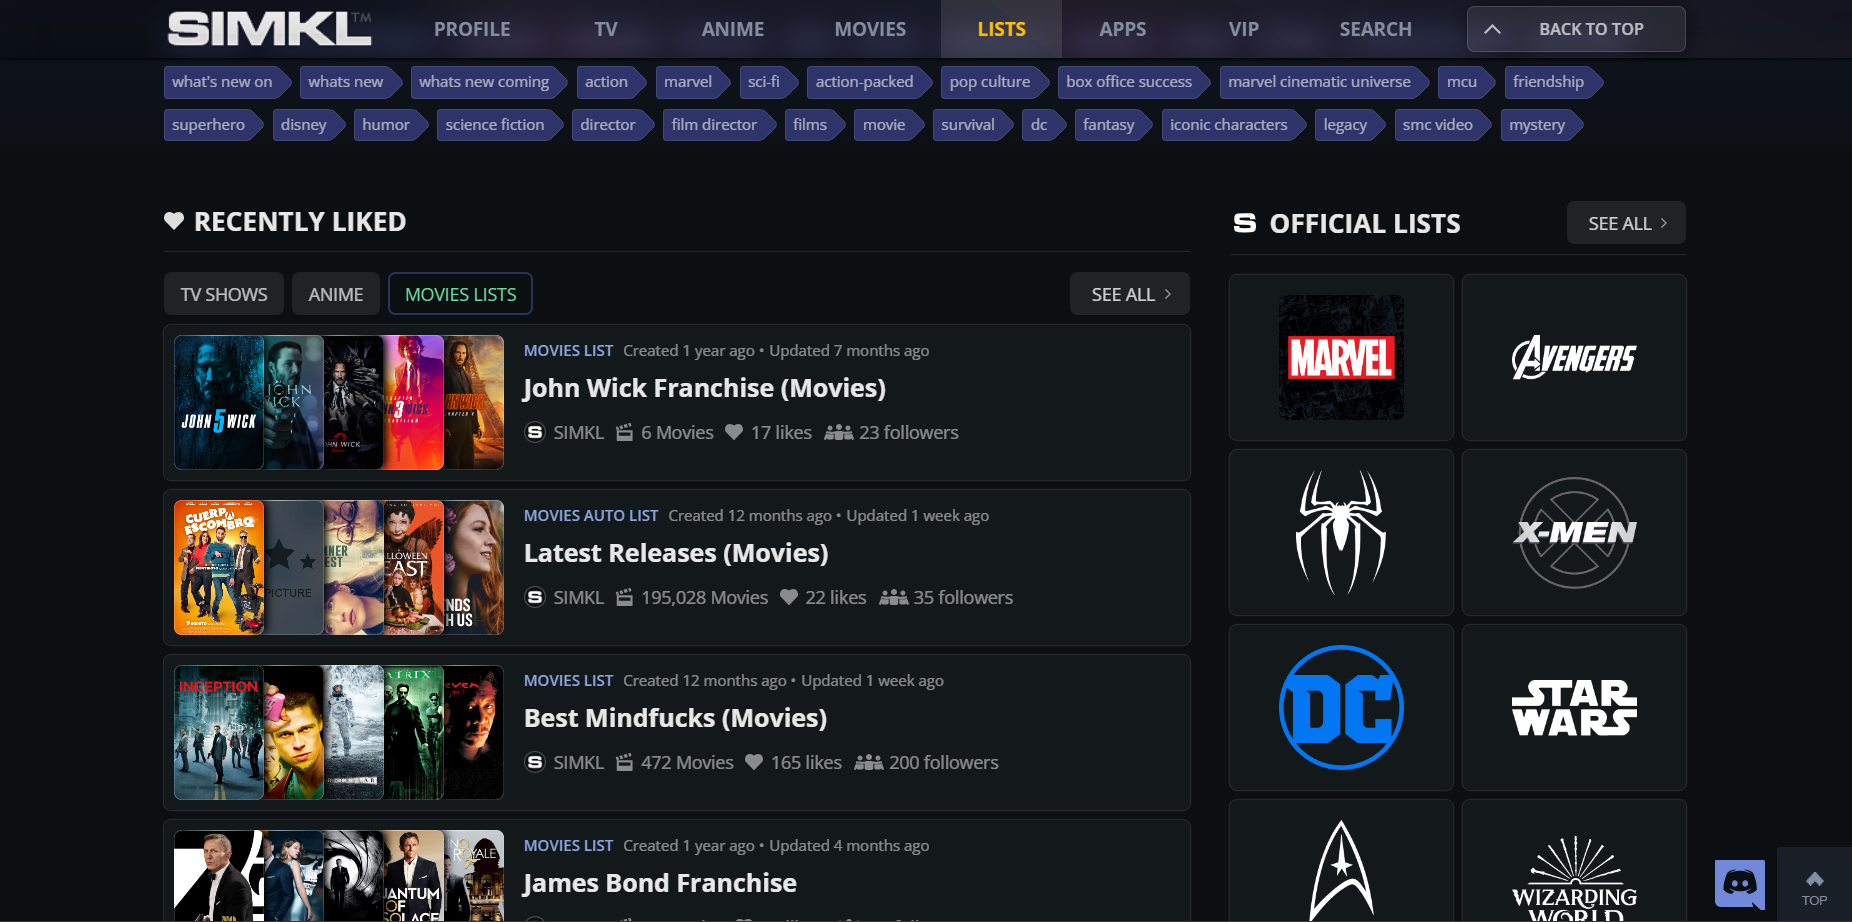 SIMKL™ PROFILE TV ANIME MOVIES LISTS APPS VIP SEARCH BACK TO TOP
what's new on whats new whats new coming action marvel sci-fi action-packed pop culture box office success marvel cinematic universe mcu friendship
superhero disney humor science fiction director film director films movie survival dc fantasy iconic characters legacy smc video mystery
RECENTLY LIKED
TV SHOWS ANIME MOVIES LISTS SEE ALL
JOHN 5 WICK
MOVIES LIST Created 1 year ago • Updated 7 months ago
John Wick Franchise (Movies)
SIMKL 6 Movies 17 likes 23 followers
CUERPO
ESCOMBRO
PICTURE
MOVIES AUTO LIST Created 12 months ago • Updated 1 week ago
Latest Releases (Movies)
SIMKL 195,028 Movies 22 likes 35 followers
INCEPTION
MOVIES LIST Created 12 months ago • Updated 1 week ago
Best Mindfucks (Movies)
SIMKL 472 Movies 165 likes 200 followers
MOVIES LIST Created 1 year ago • Updated 4 months ago
James Bond Franchise
OFFICIAL LISTS SEE ALL
MARVEL
AVENGERS
X-MEN
DC
STAR
WARS
WIZARDING
WORLD
TOP